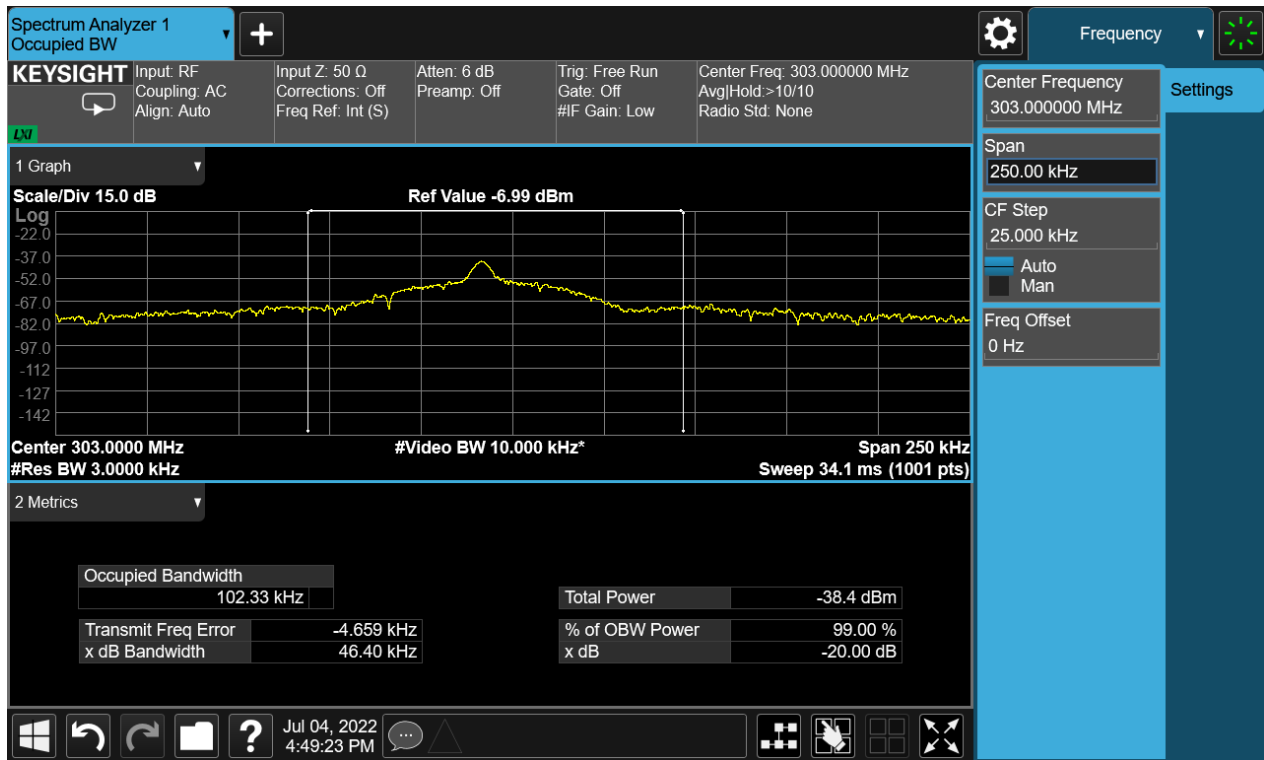 Spectrum Analyzer 1
Occupied BW
+
Frequency
KEYSIGHT
LXI
Input: RF
Coupling: AC
Align: Auto
Input Z: 50 Ω
Corrections: Off
Freq Ref: Int (S)
Atten: 6 dB
Preamp: Off
Trig: Free Run
Gate: Off
#IF Gain: Low
Center Freq: 303.000000 MHz
Avg|Hold:>10/10
Radio Std: None
Center Frequency
303.000000 MHz
Settings
Span
250.00 kHz
CF Step
25.000 kHz
Auto
Man
Freq Offset
0 Hz
1 Graph
Scale/Div 15.0 dB
Ref Value -6.99 dBm
Log
-22.0
-37.0
-52.0
-67.0
-82.0
-97.0
-112
-127
-142
Center 303.0000 MHz
#Video BW 10.000 kHz*
Span 250 kHz
#Res BW 3.0000 kHz
Sweep 34.1 ms (1001 pts)
2 Metrics
Occupied Bandwidth
102.33 kHz
Total Power -38.4 dBm
Transmit Freq Error -4.659 kHz
% of OBW Power 99.00 %
x dB Bandwidth 46.40 kHz
x dB -20.00 dB
?
Jul 04, 2022
4:49:23 PM